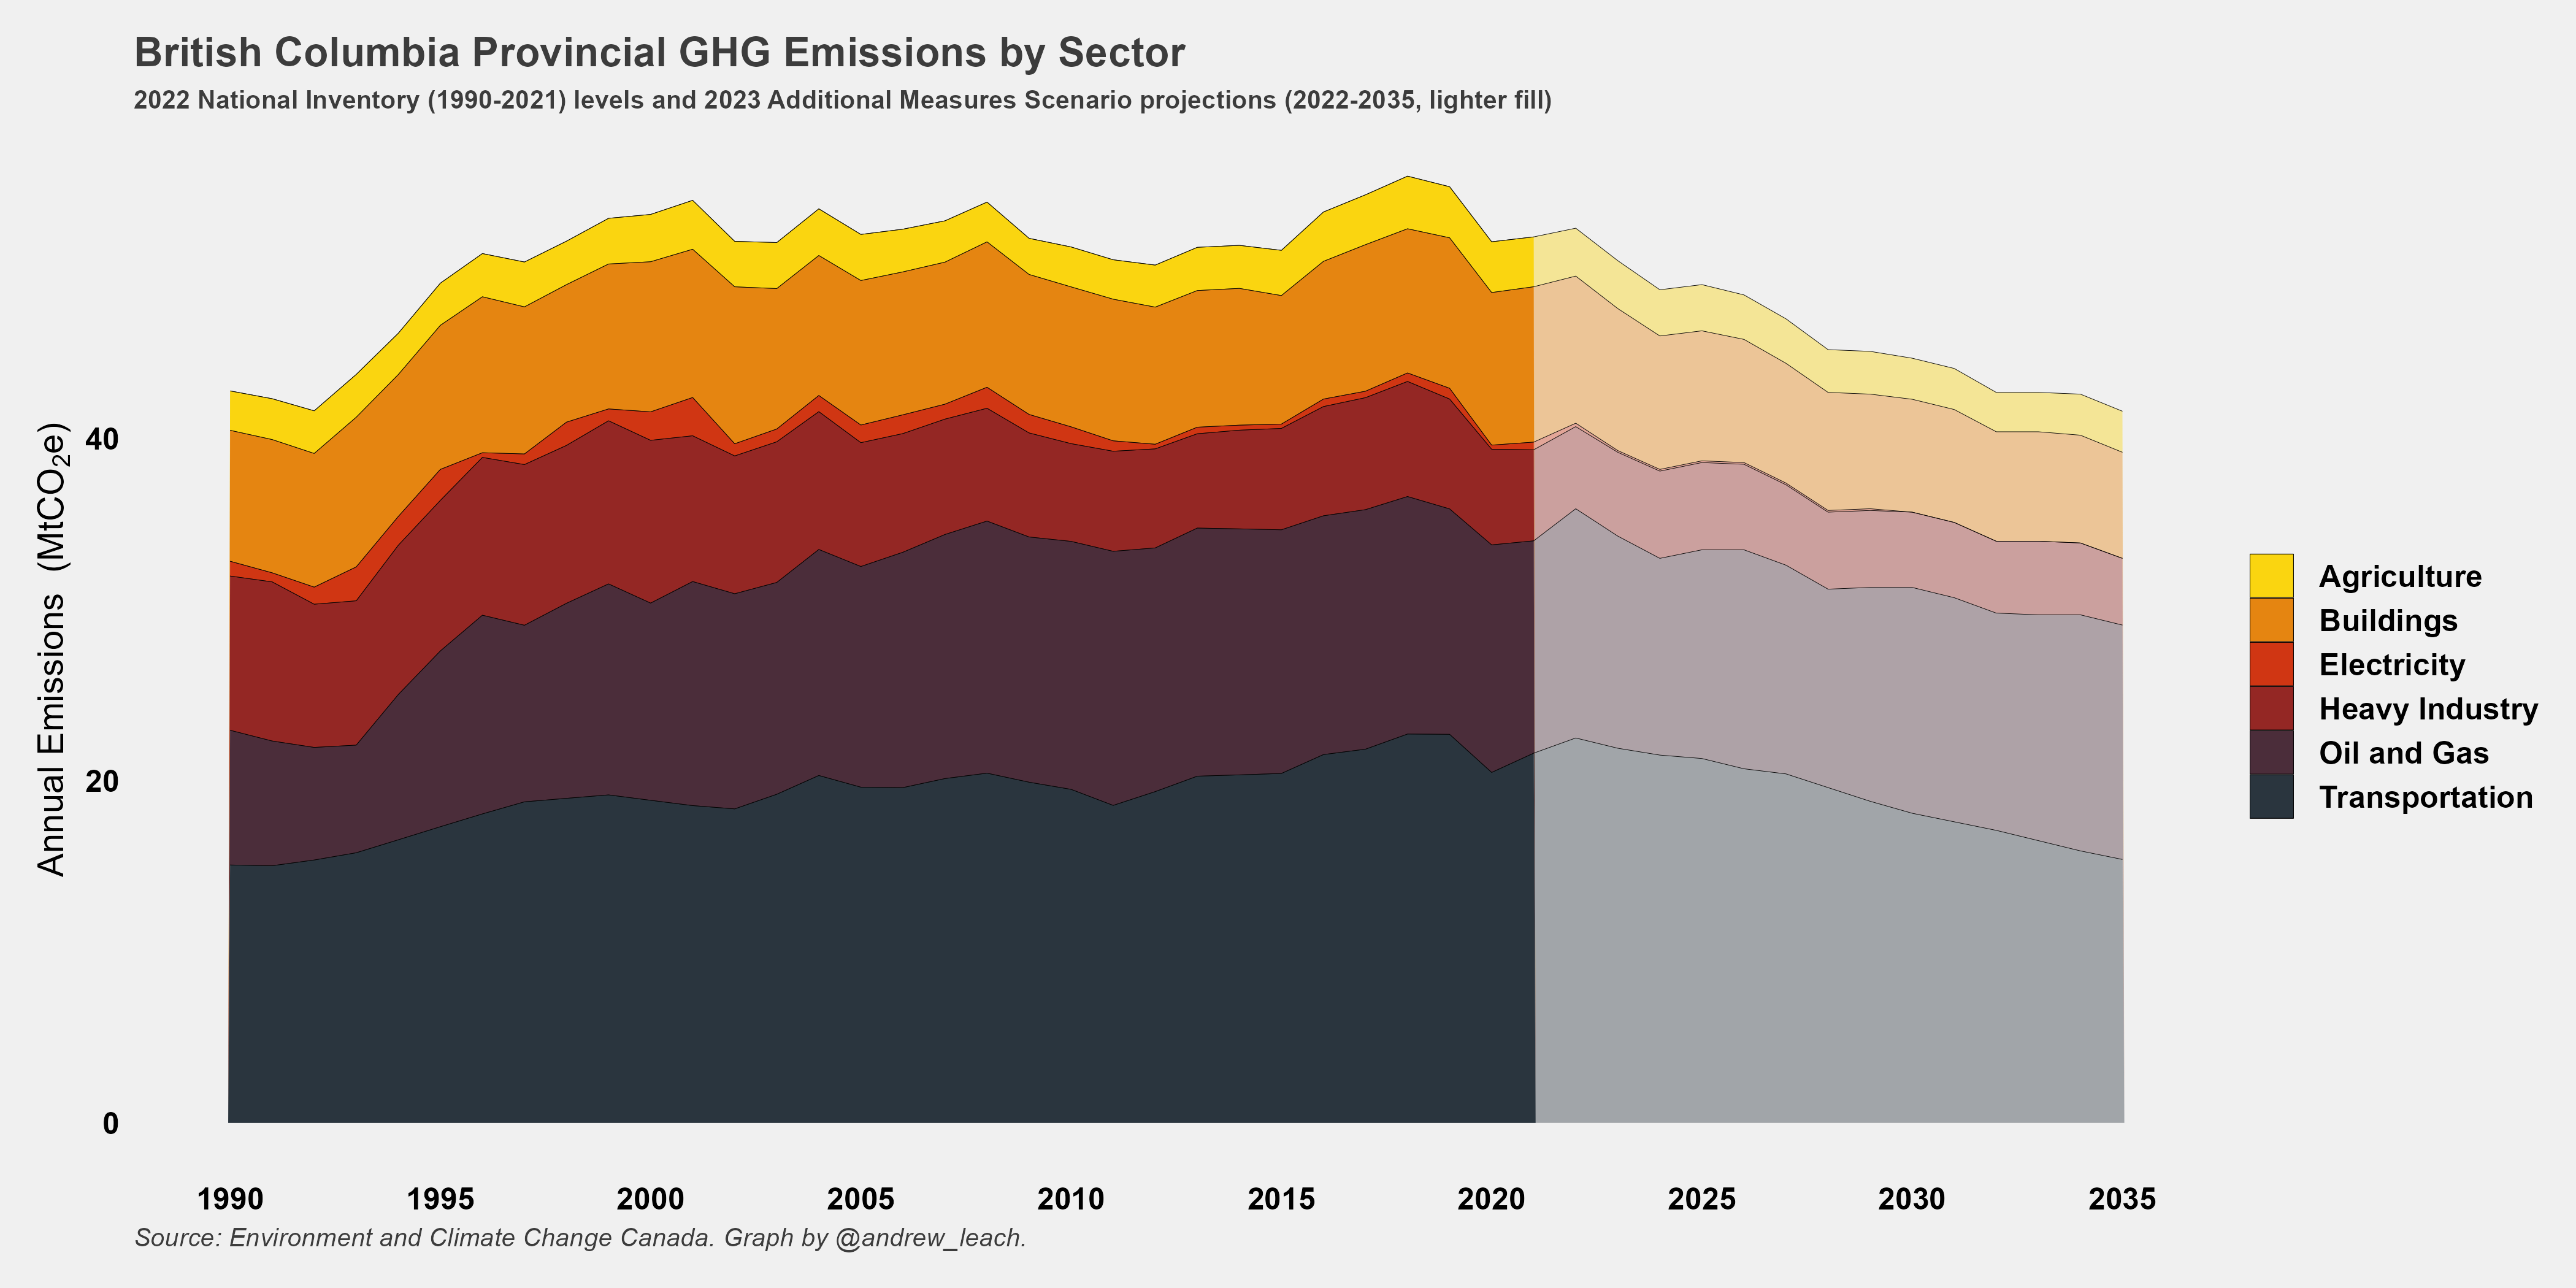 British Columbia Provincial GHG Emissions by Sector
2022 National Inventory (1990-2021) levels and 2023 Additional Measures Scenario projections (2022-2035, lighter fill)
Annual Emissions (MtCO₂e)
40
20
0
Agriculture
Buildings
Electricity
Heavy Industry
Oil and Gas
Transportation
1990 1995 2000 2005 2010 2015 2020 2025 2030 2035
Source: Environment and Climate Change Canada. Graph by @andrew_leach.